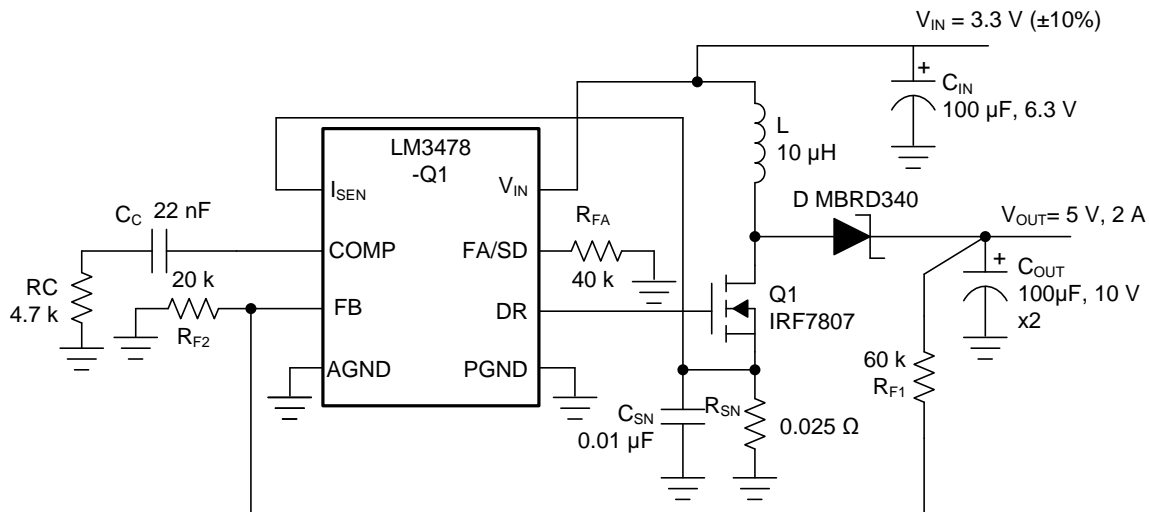 V_IN = 3.3 V (±10%)
+
C_IN
100 µF, 6.3 V
L
10 µH
LM3478
-Q1
I_SEN
V_IN
COMP
FA/SD
FB
DR
AGND
PGND
C_C 22 nF
RC
4.7 k
20 k
R_F2
R_FA
40 k
D MBRD340
V_OUT= 5 V, 2 A
+
C_OUT
100µF, 10 V
x2
Q1
IRF7807
60 k
R_F1
C_SN
0.01 µF
R_SN
0.025 Ω